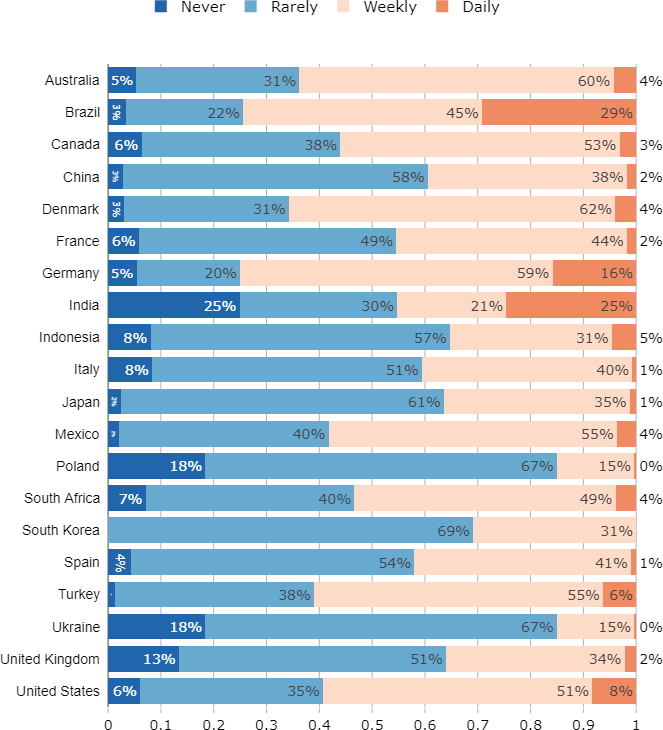 Never Rarely Weekly Daily
Australia 5% 31% 60% 4%
Brazil 3% 22% 45% 29%
Canada 6% 38% 53% 3%
China 3% 58% 38% 2%
Denmark 3% 31% 62% 4%
France 6% 49% 44% 2%
Germany 5% 20% 59% 16%
India 25% 30% 21% 25%
Indonesia 8% 57% 31% 5%
Italy 8% 51% 40% 1%
Japan 2% 61% 35% 1%
Mexico 40% 55% 4%
Poland 18% 67% 15% 0%
South Africa 7% 40% 49% 4%
South Korea 69% 31%
Spain 4% 54% 41% 1%
Turkey 38% 55% 6%
Ukraine 18% 67% 15% 0%
United Kingdom 13% 51% 34% 2%
United States 6% 35% 51% 8%
0 0.1 0.2 0.3 0.4 0.5 0.6 0.7 0.8 0.9 1